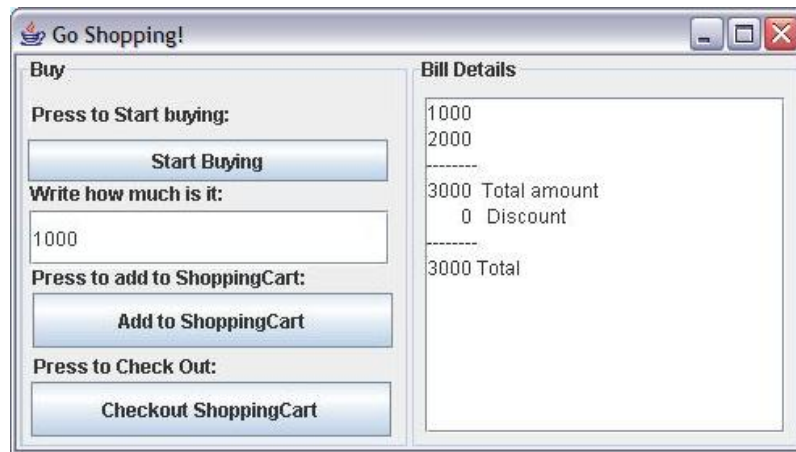 Go Shopping!
Buy
Press to Start buying:
Start Buying
Write how much is it:
1000
Press to add to ShoppingCart:
Add to ShoppingCart
Press to Check Out:
Checkout ShoppingCart
Bill Details
1000
2000
--------
3000 Total amount
0 Discount
--------
3000 Total